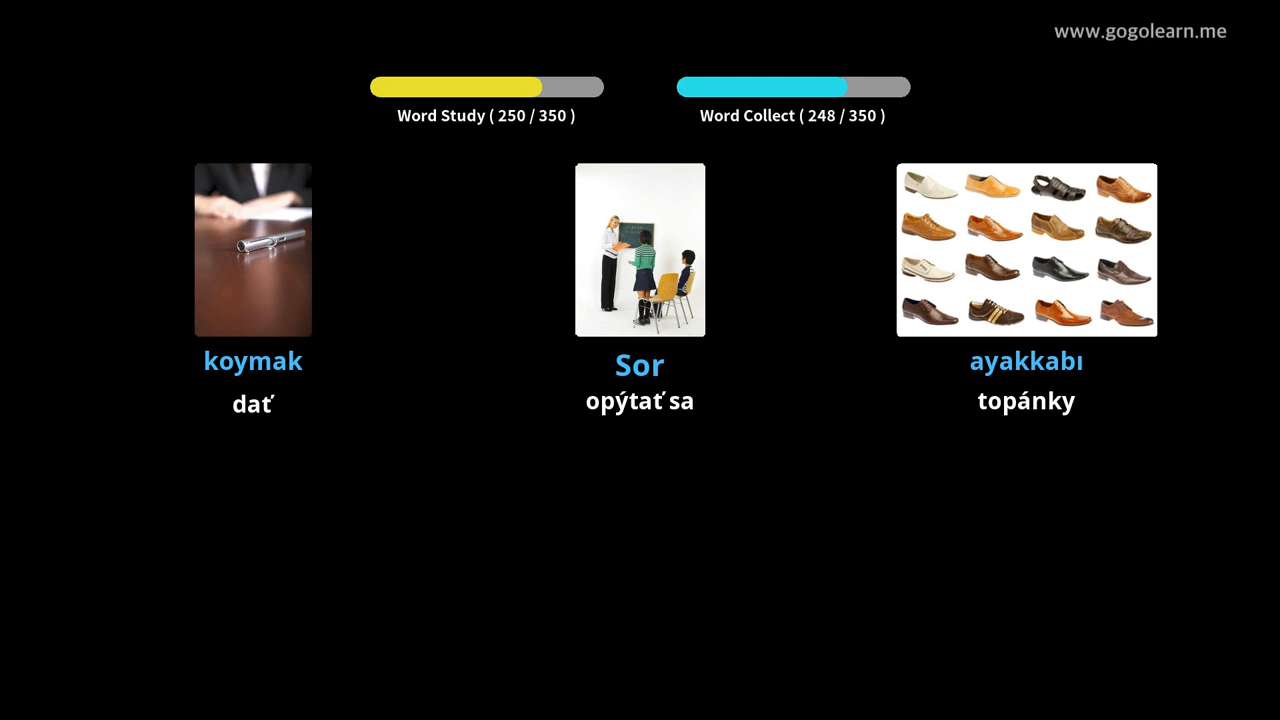 www.gogolearn.me
Word Study ( 250 / 350 )
Word Collect ( 248 / 350 )
koymak
Sor
ayakkabı
dať
opýtať sa
topánky